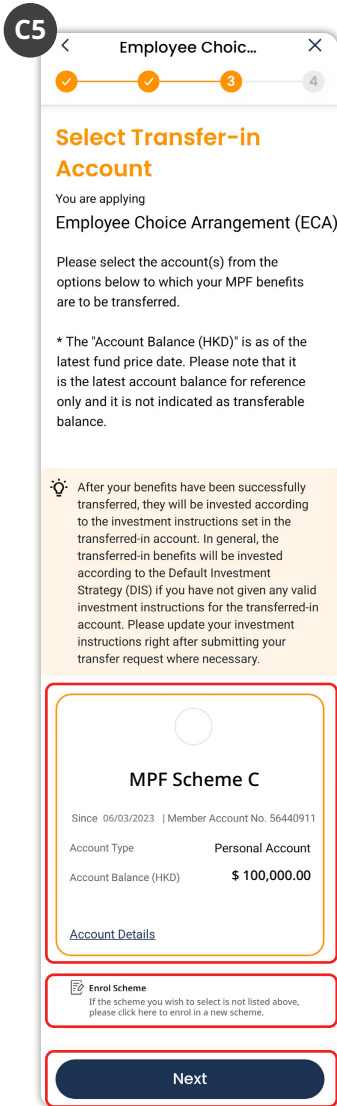 C5
Employee Choic...
3
4
Select Transfer-in
Account
You are applying
Employee Choice Arrangement (ECA)
Please select the account(s) from the
options below to which your MPF benefits
are to be transferred.
* The "Account Balance (HKD)" is as of the
latest fund price date. Please note that it
is the latest account balance for reference
only and it is not indicated as transferable
balance.
After your benefits have been successfully
transferred, they will be invested according
to the investment instructions set in the
transferred-in account. In general, the
transferred-in benefits will be invested
according to the Default Investment
Strategy (DIS) if you have not given any valid
investment instructions for the transferred-in
account. Please update your investment
instructions right after submitting your
transfer request where necessary.
MPF Scheme C
Since 06/03/2023 | Member Account No. 56440911
Account Type Personal Account
Account Balance (HKD) $ 100,000.00
Account Details
Enrol Scheme
If the scheme you wish to select is not listed above,
please click here to enrol in a new scheme.
Next